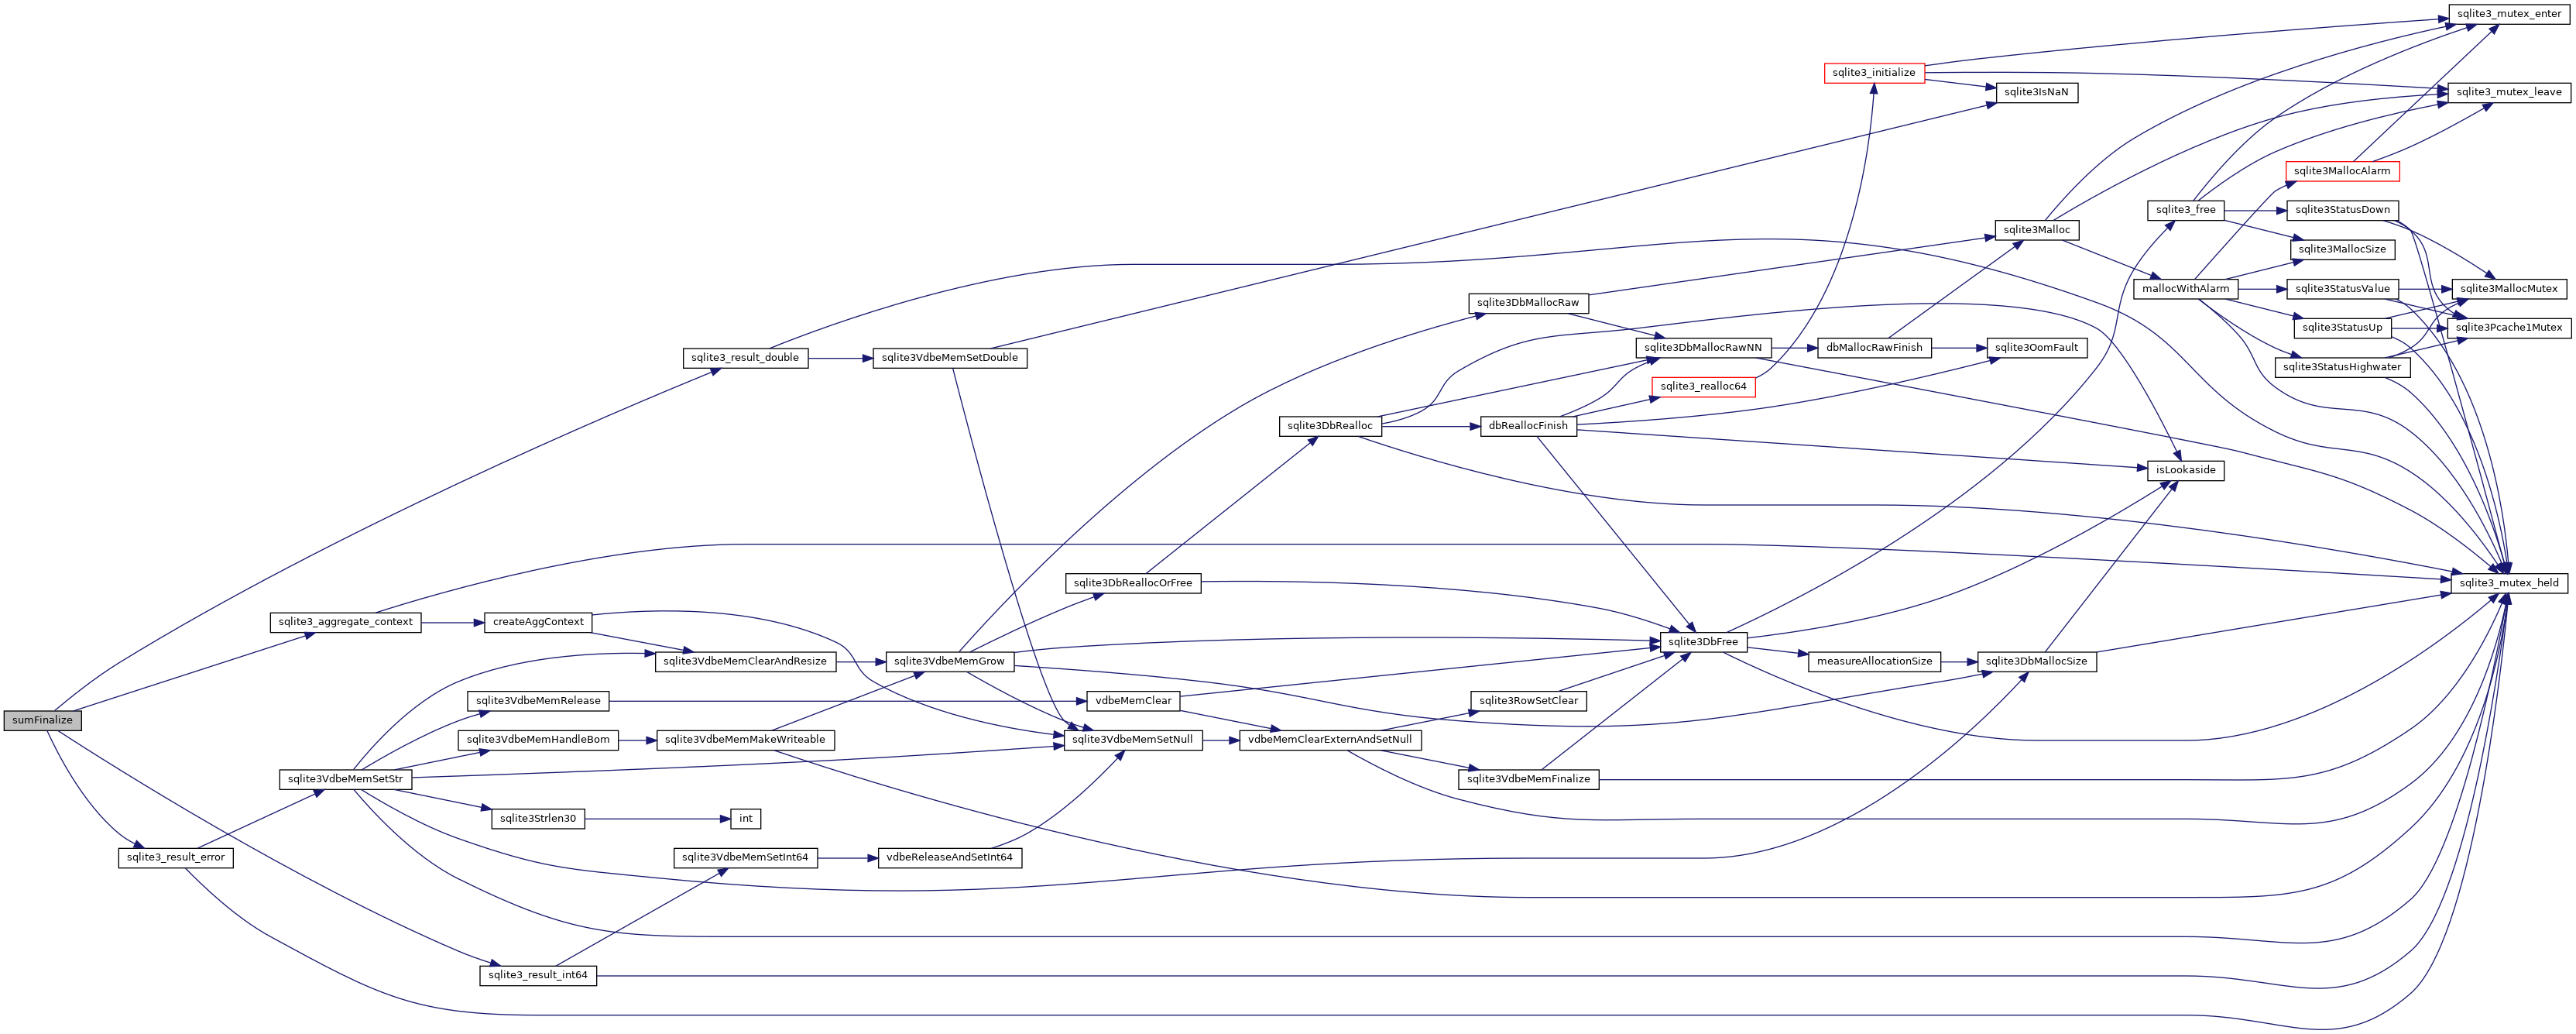 sqlite3_mutex_enter
sqlite3_initialize
sqlite3IsNaN
sqlite3_mutex_leave
sqlite3MallocAlarm
sqlite3_free
sqlite3StatusDown
sqlite3Malloc
sqlite3MallocSize
mallocWithAlarm
sqlite3StatusValue
sqlite3MallocMutex
sqlite3DbMallocRaw
sqlite3StatusUp
sqlite3Pcache1Mutex
sqlite3_result_double
sqlite3VdbeMemSetDouble
sqlite3DbMallocRawNN
dbMallocRawFinish
sqlite3OomFault
sqlite3StatusHighwater
sqlite3_realloc64
sqlite3DbRealloc
dbReallocFinish
isLookaside
sqlite3DbReallocOrFree
sqlite3_mutex_held
sqlite3_aggregate_context
createAggContext
sqlite3DbFree
sqlite3VdbeMemClearAndResize
sqlite3VdbeMemGrow
measureAllocationSize
sqlite3DbMallocSize
sqlite3VdbeMemRelease
vdbeMemClear
sqlite3RowSetClear
sumFinalize
sqlite3VdbeMemHandleBom
sqlite3VdbeMemMakeWriteable
sqlite3VdbeMemSetNull
vdbeMemClearExternAndSetNull
sqlite3VdbeMemSetStr
sqlite3VdbeMemFinalize
sqlite3Strlen30
int
sqlite3_result_error
sqlite3VdbeMemSetInt64
vdbeReleaseAndSetInt64
sqlite3_result_int64